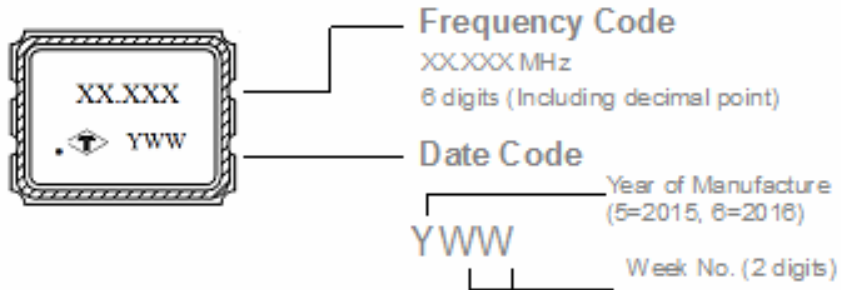 Frequency Code
XX.XXX MHz
6 digits (Including decimal point)
XX.XXX
T YWW
Date Code
Year of Manufacture
(5=2015, 6=2016)
YWW
Week No. (2 digits)